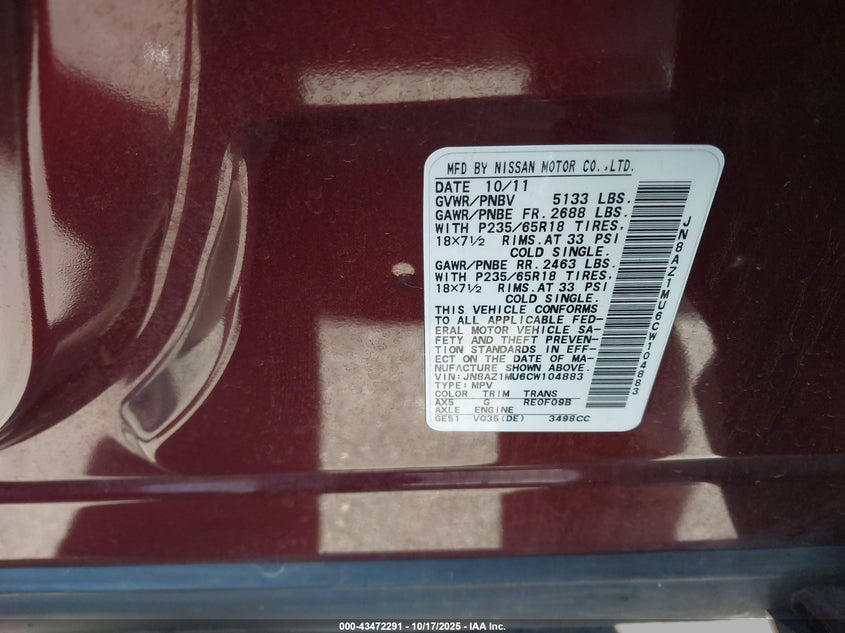 MFD BY NISSAN MOTOR CO.,LTD.
DATE 10/11
GVWR/PNBV 5133 LBS.
GAWR/PNBE FR. 2688 LBS.
WITH P235/65R18 TIRES.
18×7½ RIMS. AT 33 PSI
COLD SINGLE.
GAWR/PNBE RR. 2463 LBS.
WITH P235/65R18 TIRES.
18×7½ RIMS. AT 33 PSI
COLD SINGLE.
THIS VEHICLE CONFORMS
TO ALL APPLICABLE FED-
ERAL MOTOR VEHICLE SA-
FETY AND THEFT PREVEN-
TION STANDARDS IN EFF-
ECT ON THE DATE OF MA-
NUFACTURE SHOWN ABOVE.
VIN: JN8AZ1MU6CW104883
TYPE: MPV
COLOR TRIM TRANS
AX5 G RE0F09B
AXLE ENGINE
GE51 VQ35(DE) 3498CC
JN8AZ1MU6CW104883
000-43472291 - 10/17/2025 - IAA Inc.